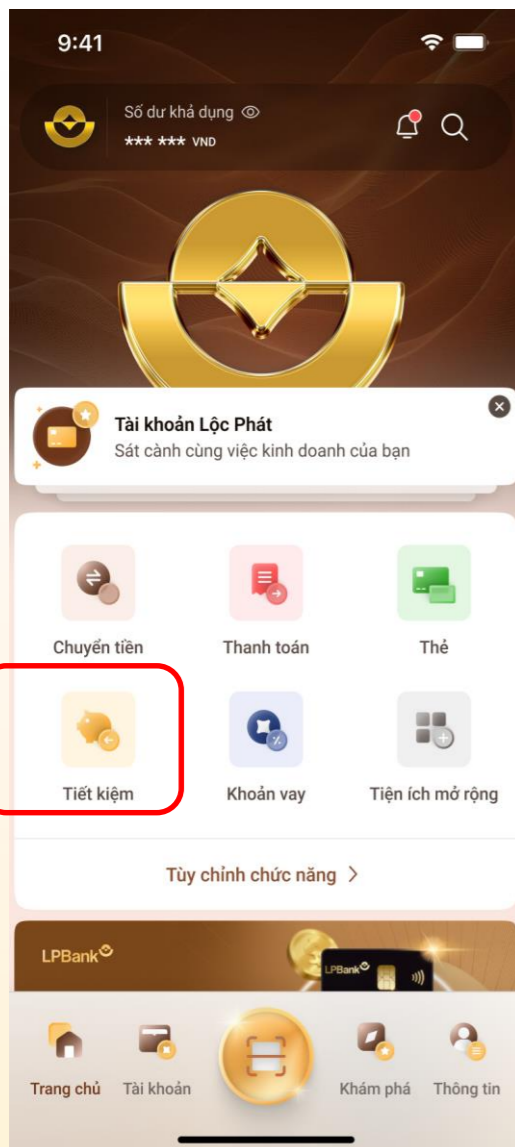 9:41
Số dư khả dụng
*** *** VND
Tài khoản Lộc Phát
Sát cành cùng việc kinh doanh của bạn
Chuyển tiền
Thanh toán
Thẻ
Tiết kiệm
Khoản vay
Tiện ích mở rộng
Tùy chỉnh chức năng >
LPBank
LPBank
Trang chủ
Tài khoản
Khám phá
Thông tin